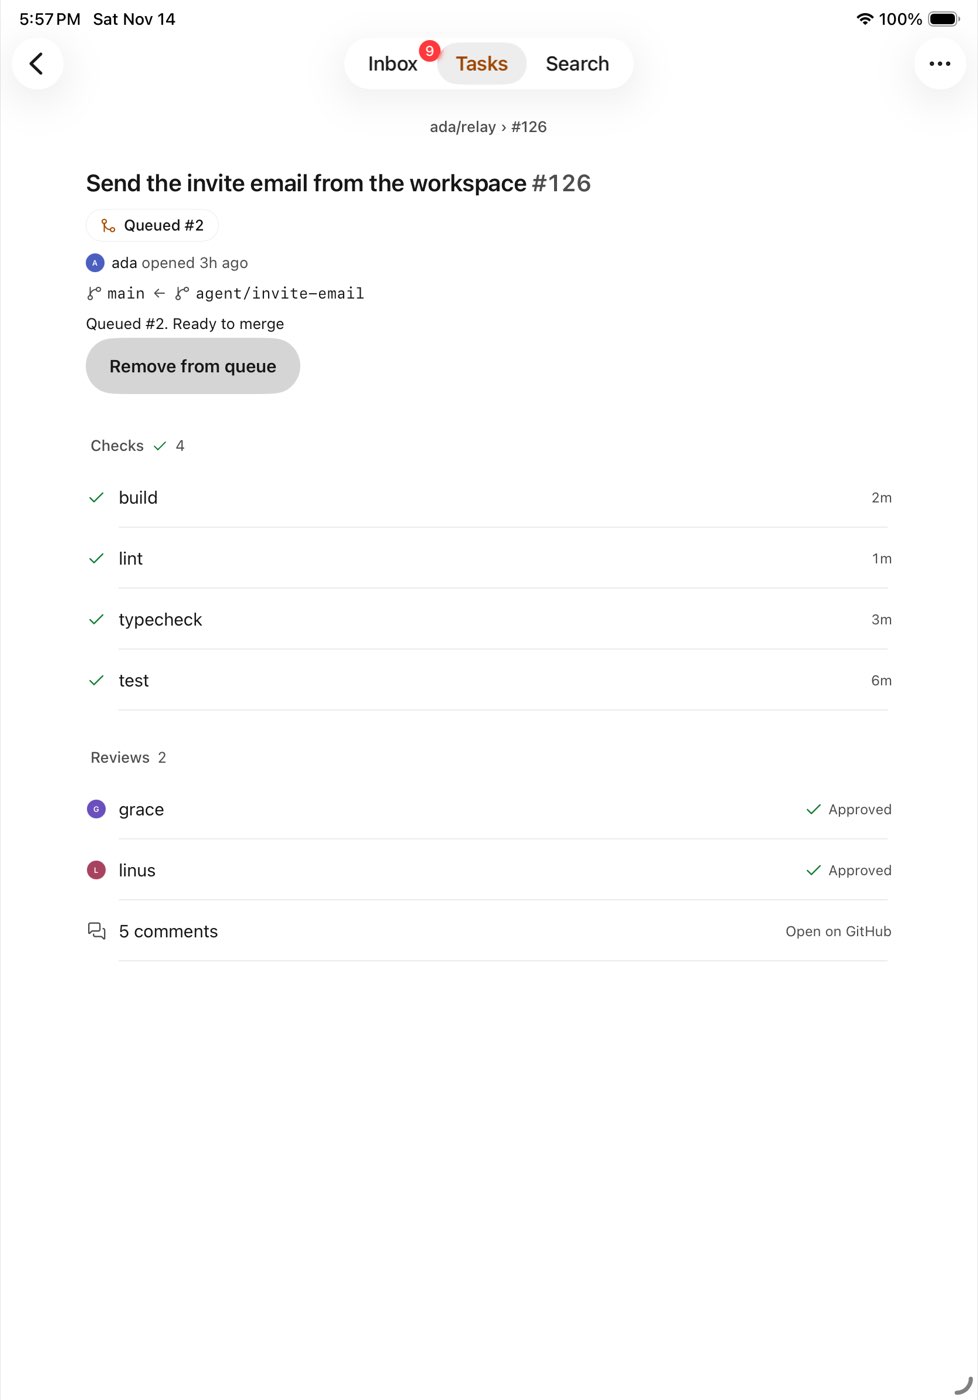 5:57 PM Sat Nov 14 100%
Inbox 9 Tasks Search
ada/relay › #126
Send the invite email from the workspace #126
Queued #2
A ada opened 3h ago
main ← agent/invite-email
Queued #2. Ready to merge
Remove from queue
Checks 4
build 2m
lint 1m
typecheck 3m
test 6m
Reviews 2
G grace Approved
L linus Approved
5 comments Open on GitHub